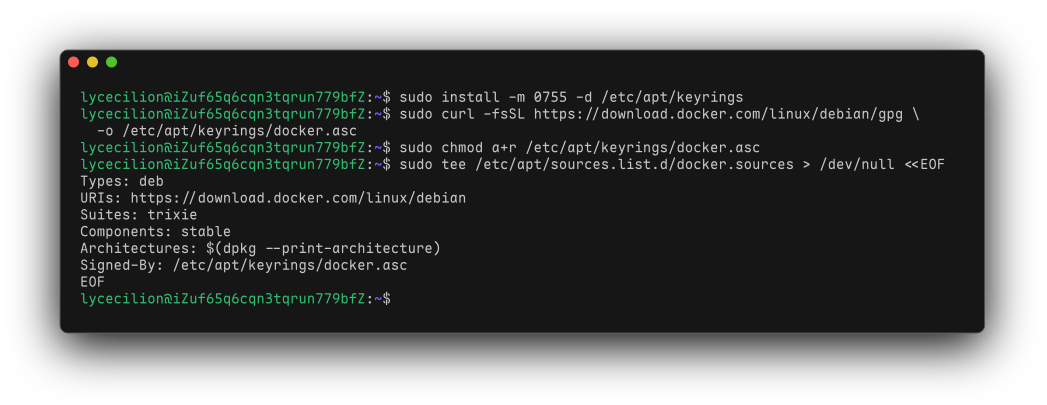 lycecilion@iZuf65q6cqn3tqrun779bfZ:~$ sudo install -m 0755 -d /etc/apt/keyrings
lycecilion@iZuf65q6cqn3tqrun779bfZ:~$ sudo curl -fsSL https://download.docker.com/linux/debian/gpg \
  -o /etc/apt/keyrings/docker.asc
lycecilion@iZuf65q6cqn3tqrun779bfZ:~$ sudo chmod a+r /etc/apt/keyrings/docker.asc
lycecilion@iZuf65q6cqn3tqrun779bfZ:~$ sudo tee /etc/apt/sources.list.d/docker.sources > /dev/null <<EOF
Types: deb
URIs: https://download.docker.com/linux/debian
Suites: trixie
Components: stable
Architectures: $(dpkg --print-architecture)
Signed-By: /etc/apt/keyrings/docker.asc
EOF
lycecilion@iZuf65q6cqn3tqrun779bfZ:~$